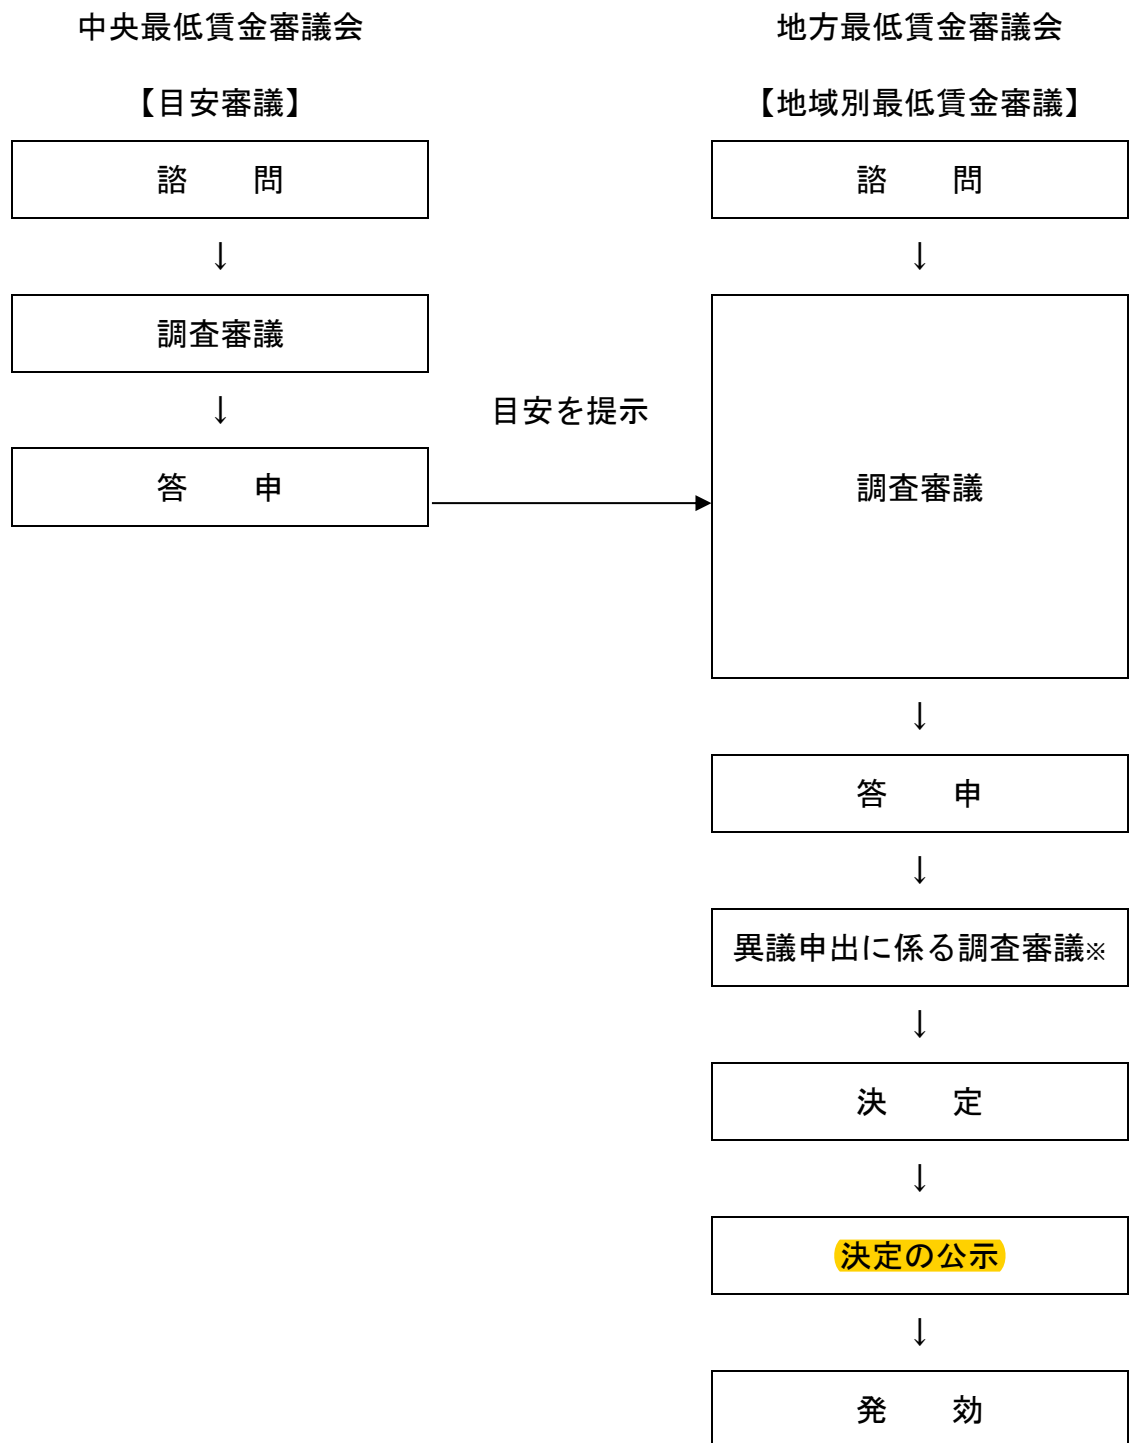 中央最低賃金審議会
【目安審議】
諮　　問
↓
調査審議
↓
答　　申
目安を提示
地方最低賃金審議会
【地域別最低賃金審議】
諮　　問
↓
調査審議
↓
答　　申
↓
異議申出に係る調査審議※
↓
決　　定
↓
決定の公示
↓
発　　効